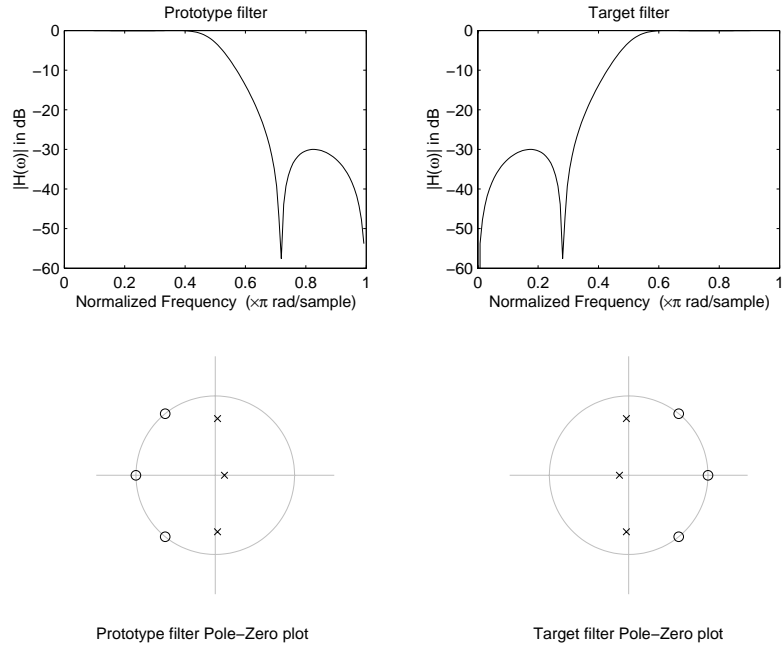 Prototype filter
0
−10
−20
−30
−40
−50
−60
|H(ω)| in dB
0 0.2 0.4 0.6 0.8 1
Normalized Frequency (×π rad/sample)
Target filter
0
−10
−20
−30
−40
−50
−60
|H(ω)| in dB
0 0.2 0.4 0.6 0.8 1
Normalized Frequency (×π rad/sample)
Prototype filter Pole−Zero plot
Target filter Pole−Zero plot